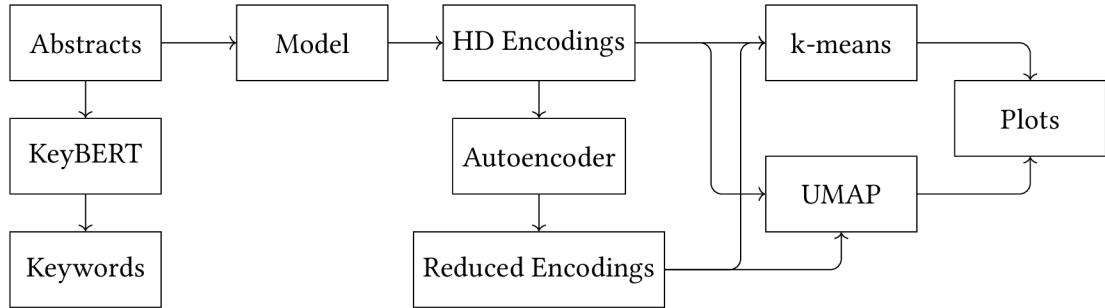 Abstracts
Model
HD Encodings
k-means
Plots
KeyBERT
Autoencoder
UMAP
Keywords
Reduced Encodings